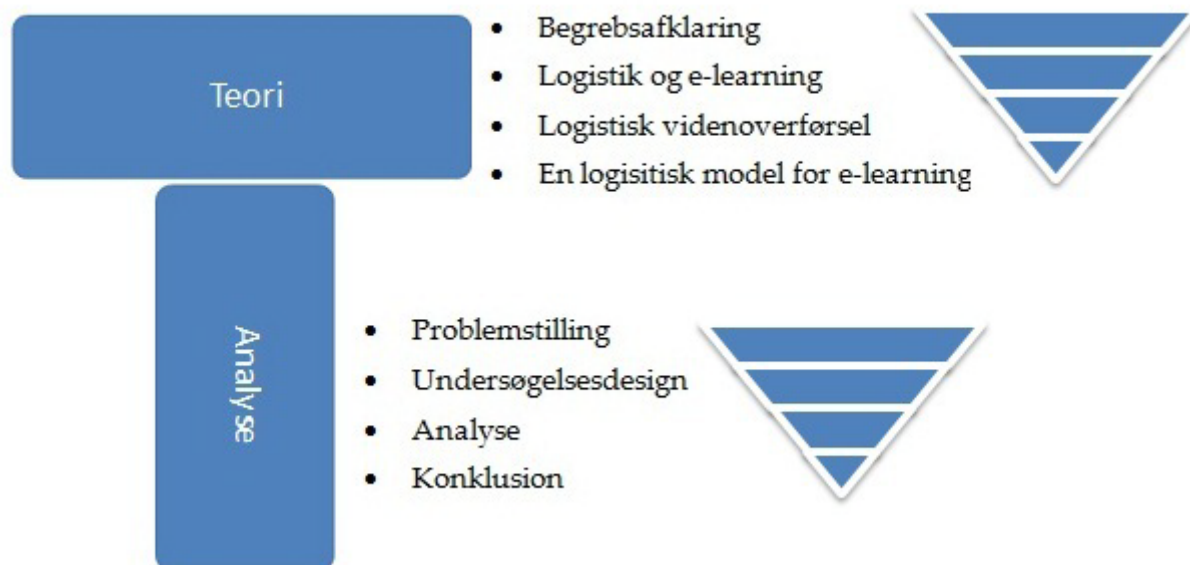 Teori
• Begrebsafklaring
• Logistik og e-learning
• Logistisk videnoverførsel
• En logisitisk model for e-learning
Analyse
• Problemstilling
• Undersøgelsesdesign
• Analyse
• Konklusion